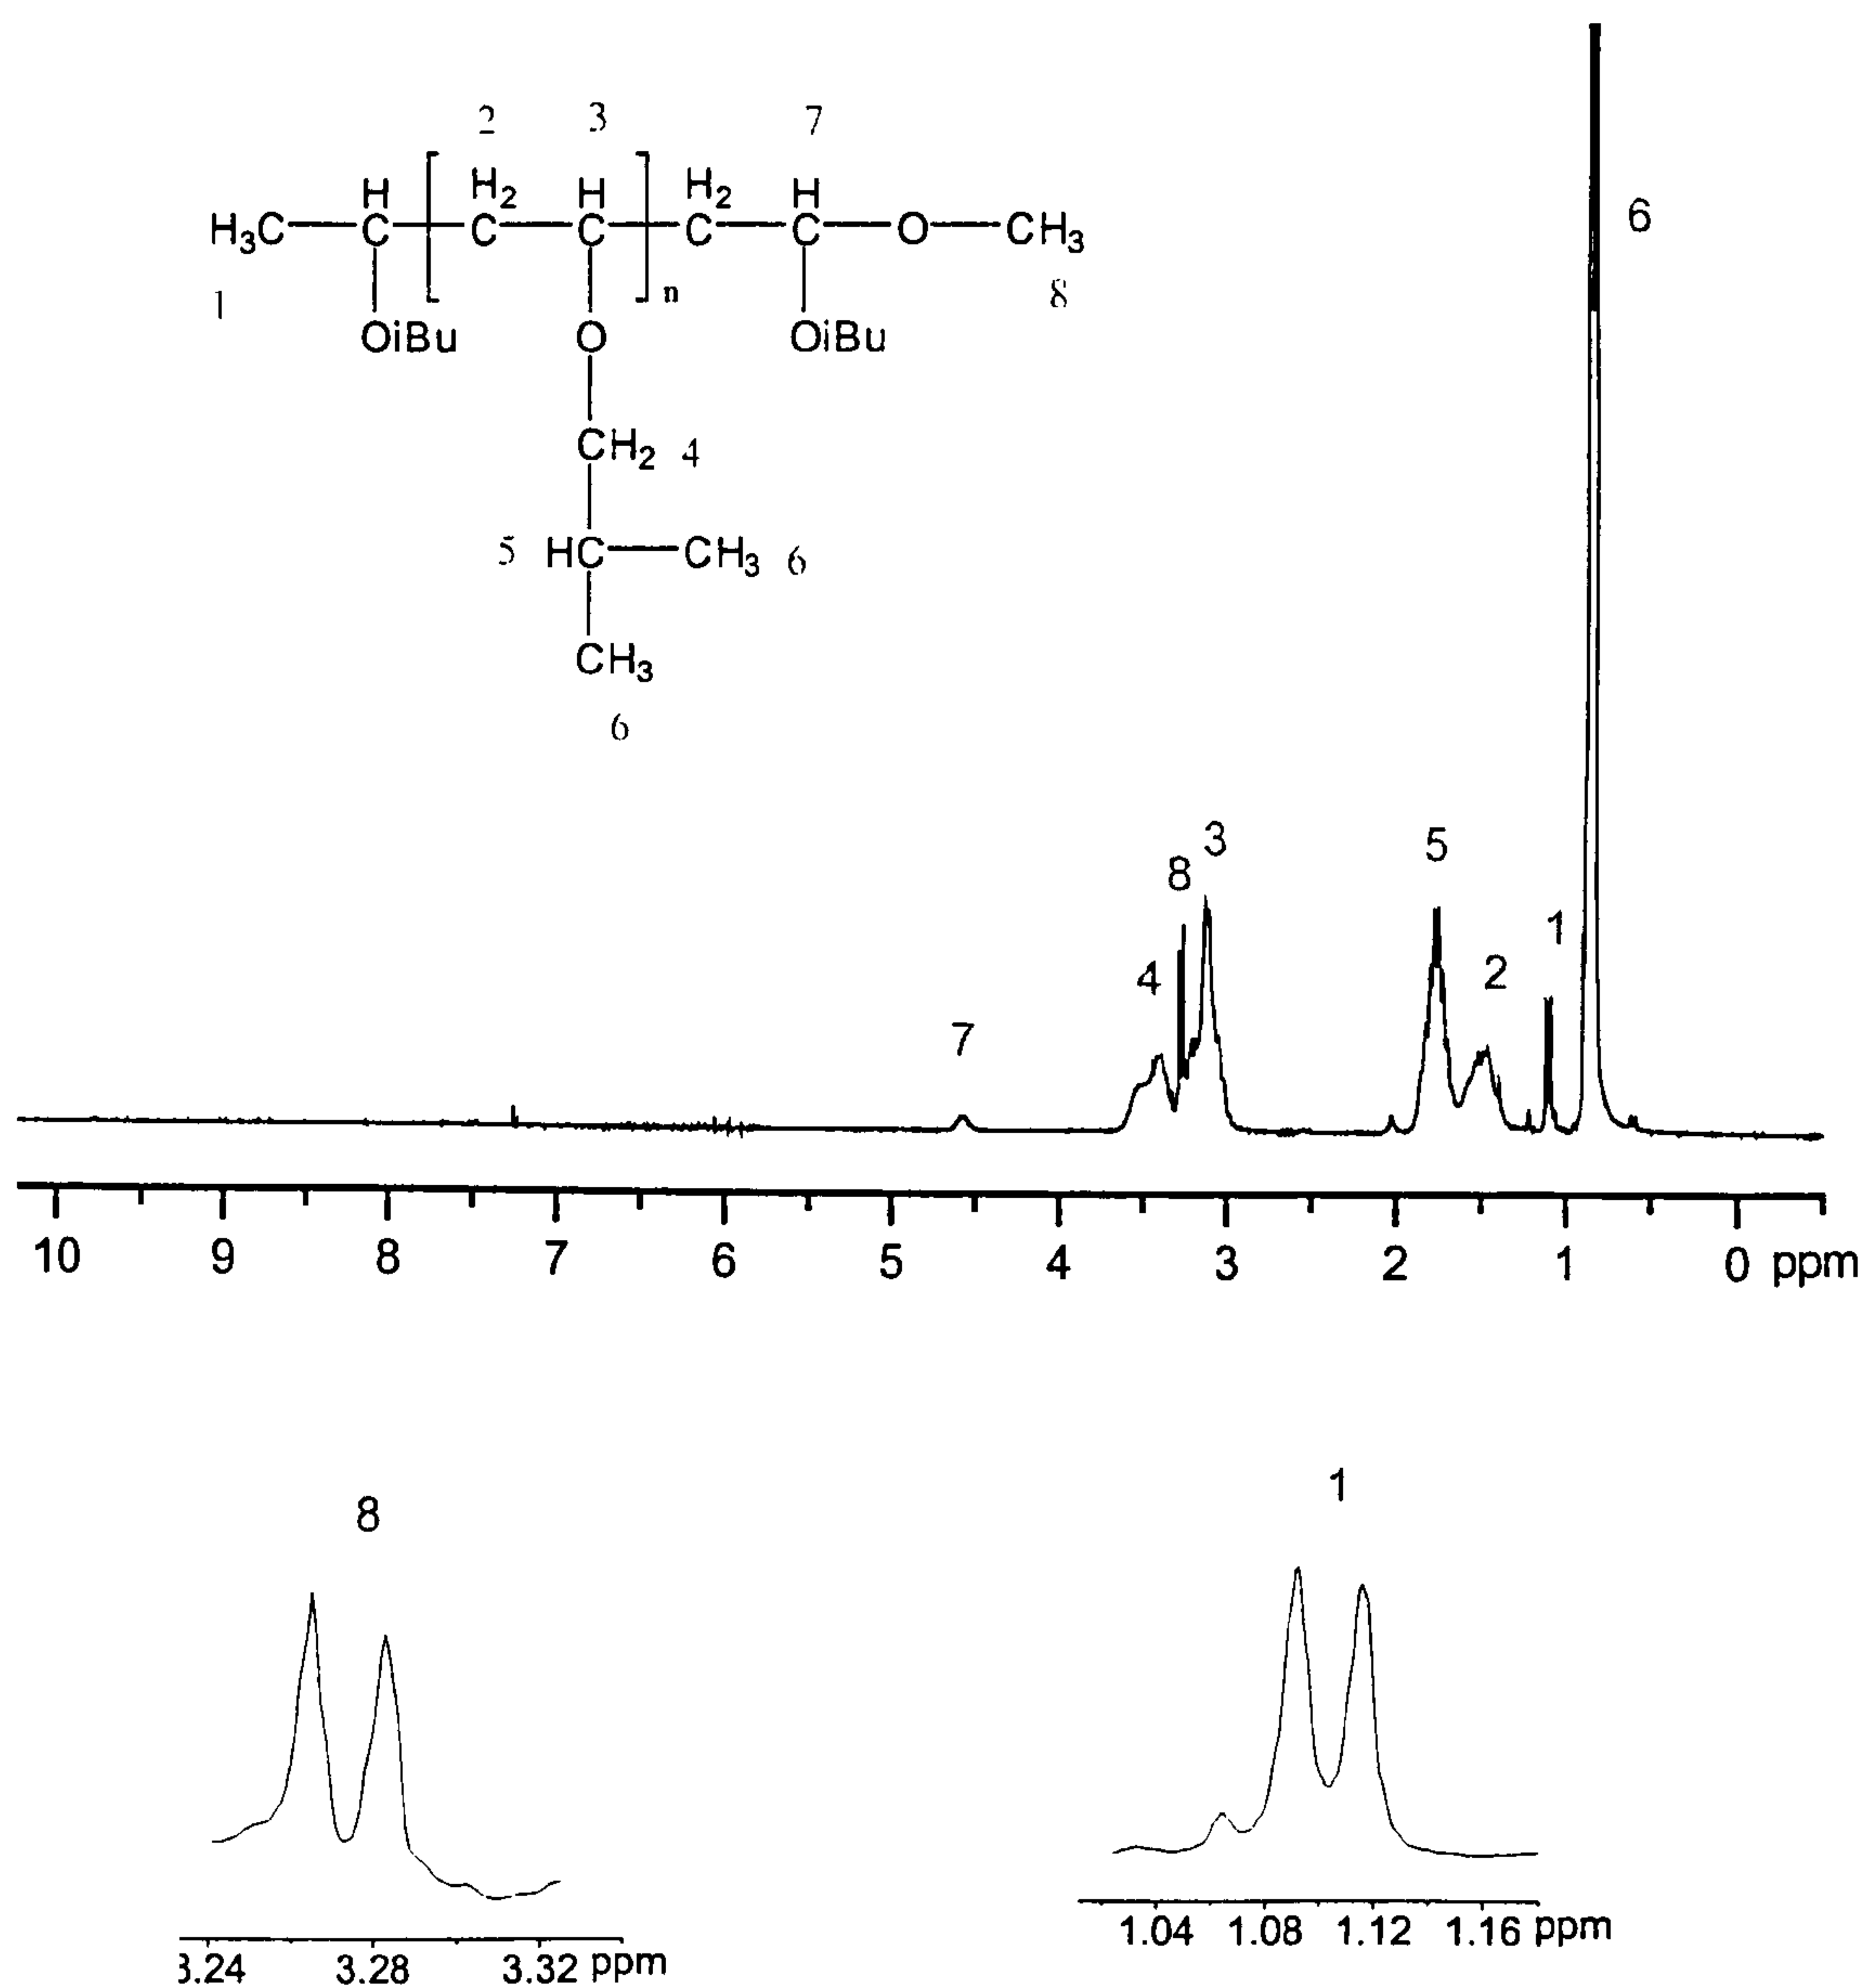 2 3 7
H H₂ H H₂ H
H₃C C C C C C O CH₃
1 n 8
OiBu O OiBu
CH₂ 4
5 HC CH₃ 6
CH₃
6
6
3
8
5
1
4
2
7
10 9 8 7 6 5 4 3 2 1 0 ppm
8
1
3.24 3.28 3.32 ppm
1.04 1.08 1.12 1.16 ppm